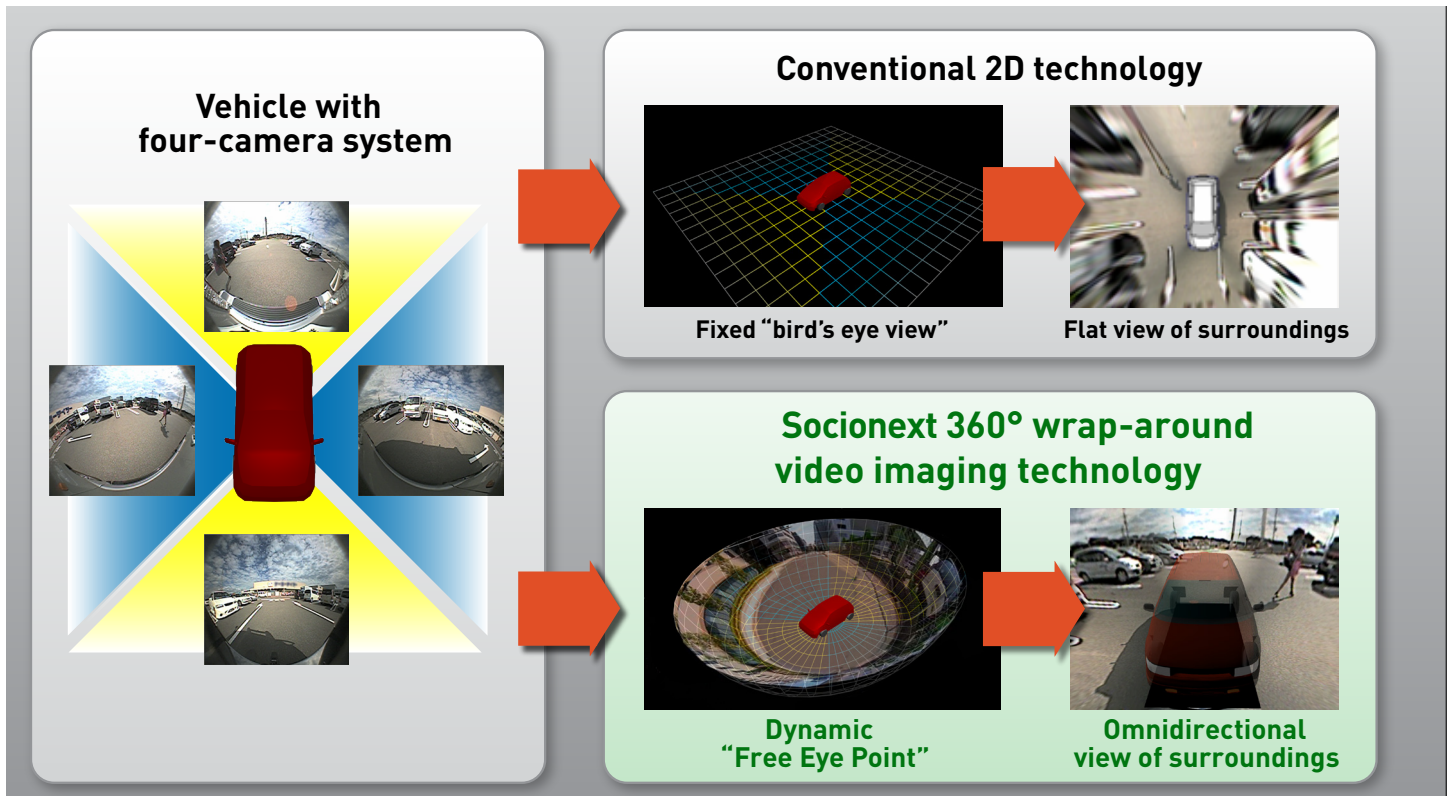 Vehicle with
four-camera system
Conventional 2D technology
Fixed “bird’s eye view”
Flat view of surroundings
Socionext 360° wrap-around
video imaging technology
Dynamic
“Free Eye Point”
Omnidirectional
view of surroundings